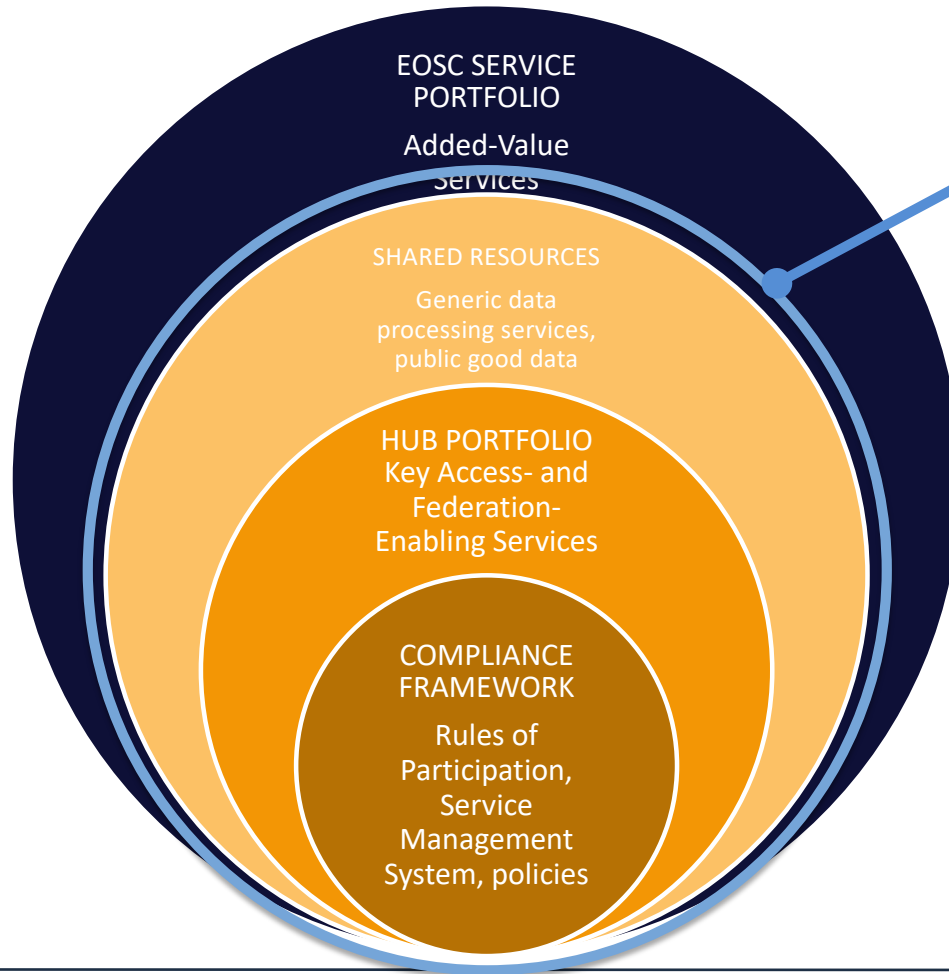 EOSC SERVICE
PORTFOLIO
Added-Value
Services
SHARED RESOURCES
Generic data
processing services,
public good data
HUB PORTFOLIO
Key Access- and
Federation-
Enabling Services
COMPLIANCE
FRAMEWORK
Rules of
Participation,
Service
Management
System, policies